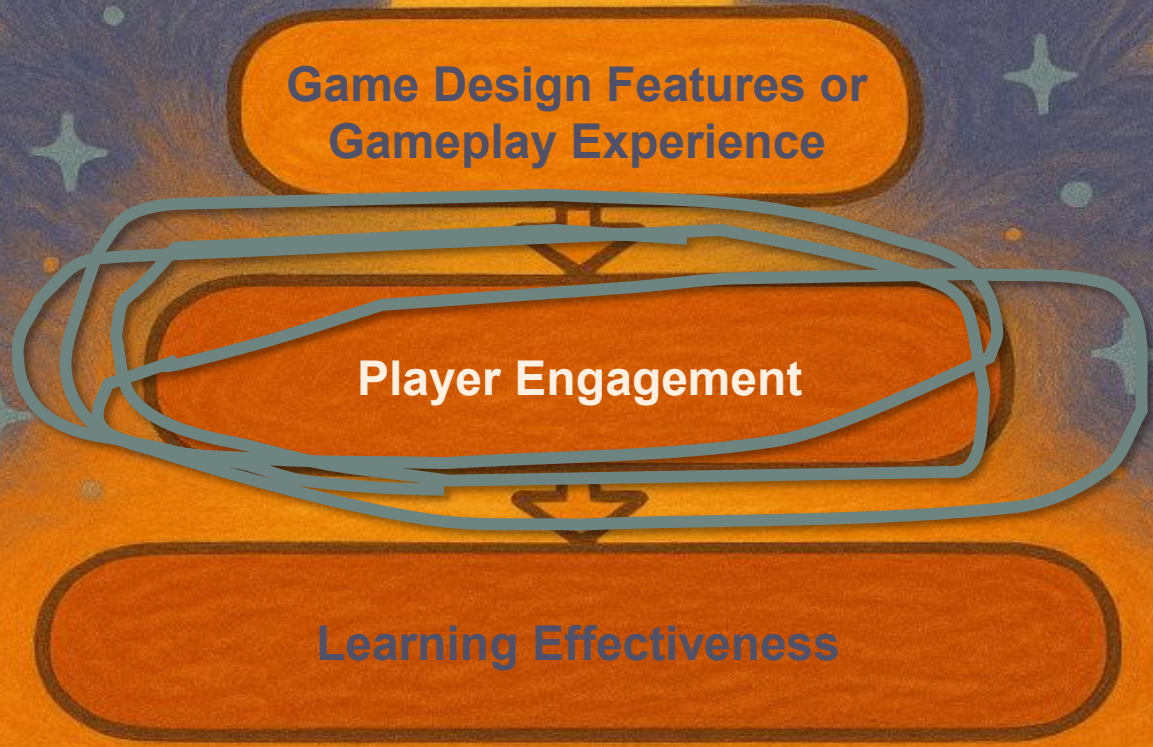 Game Design Features or
Gameplay Experience
Player Engagement
Learning Effectiveness